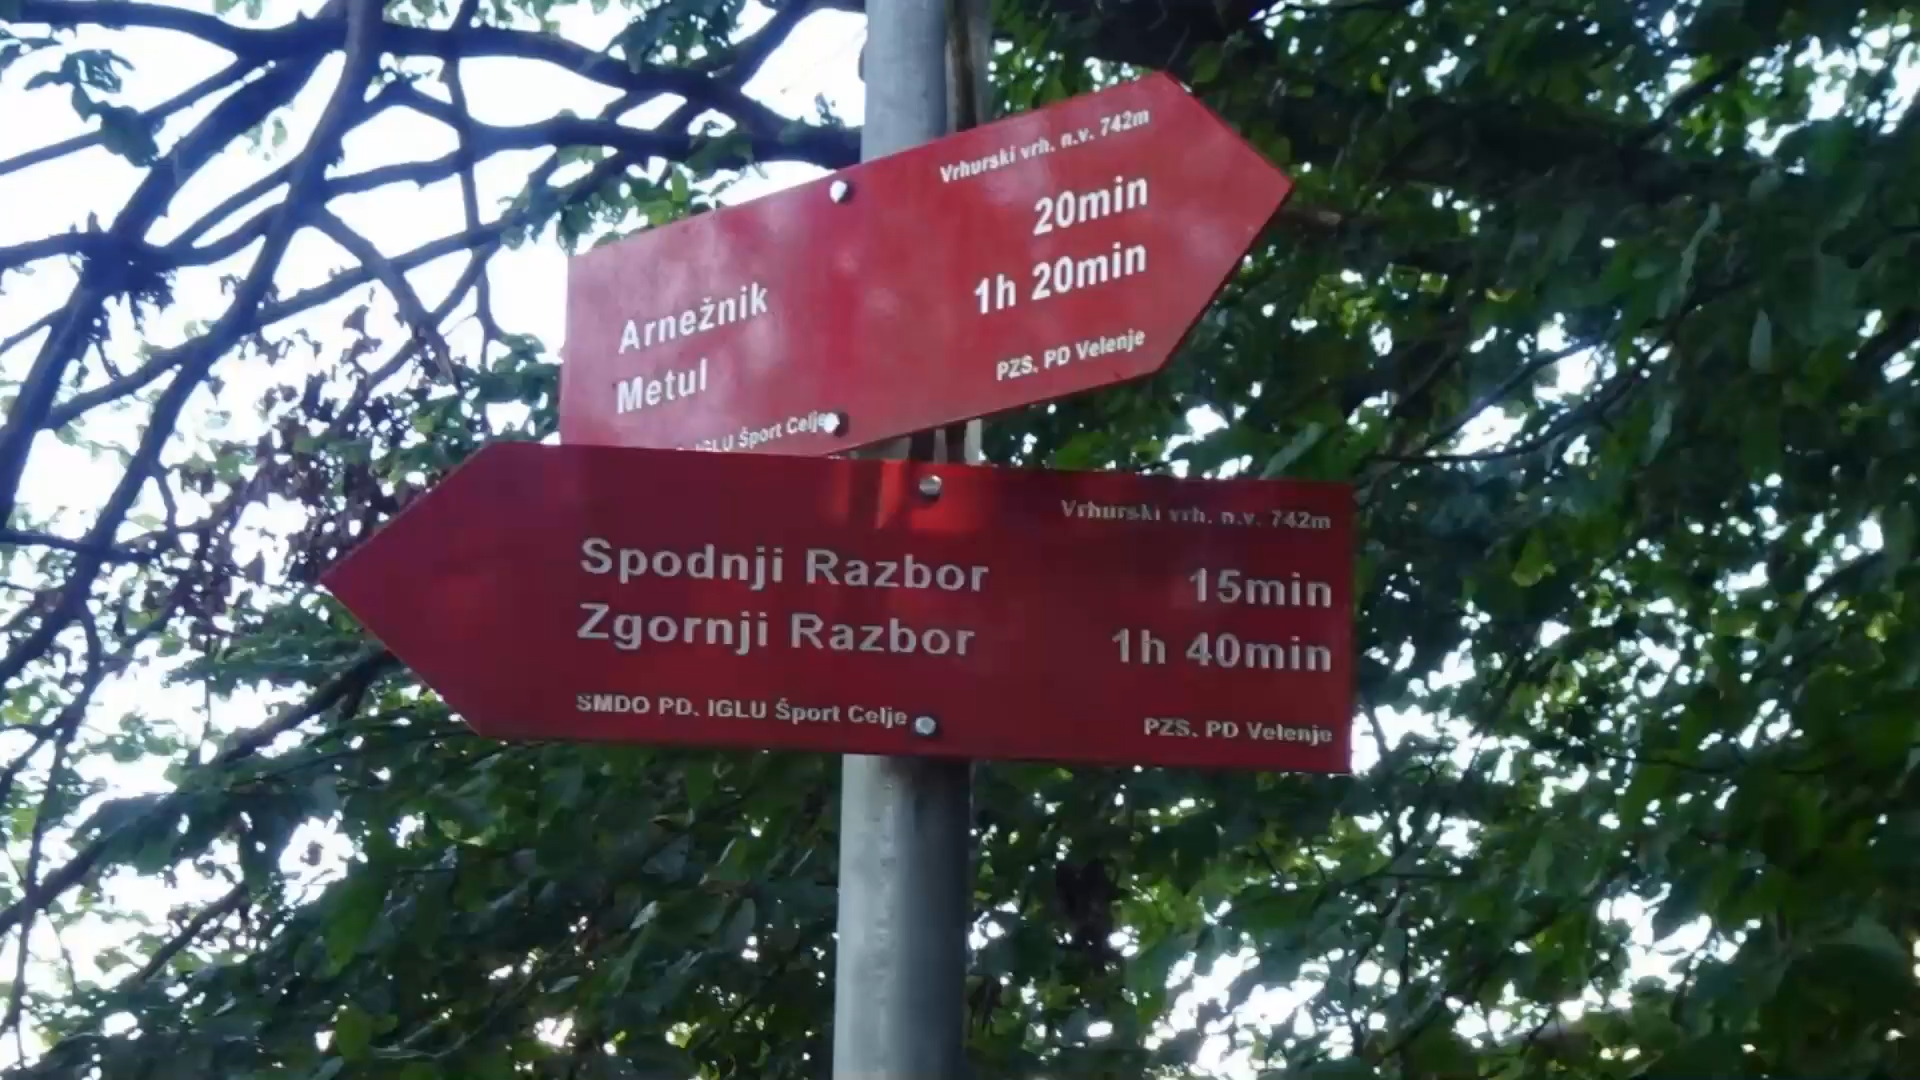 Vrhurski vrh. n.v. 742m
Arnežnik 20min
Metul 1h 20min
PZS. PD Velenje
IGLU Šport Celje
Vrhurski vrh. n.v. 742m
Spodnji Razbor 15min
Zgornji Razbor 1h 40min
SMDO PD. IGLU Šport Celje PZS. PD Velenje